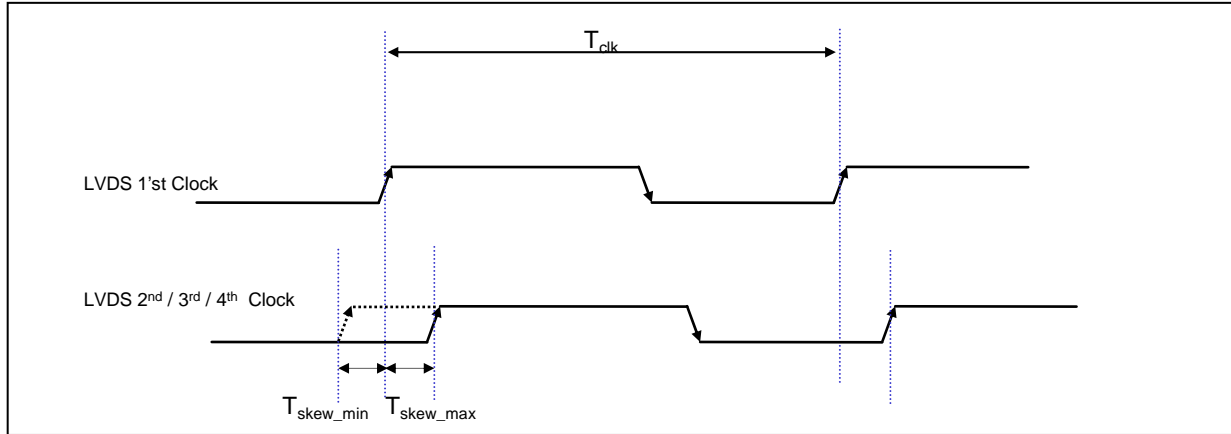 T_clk
LVDS 1'st Clock
LVDS 2nd / 3rd / 4th Clock
T_skew_min T_skew_max